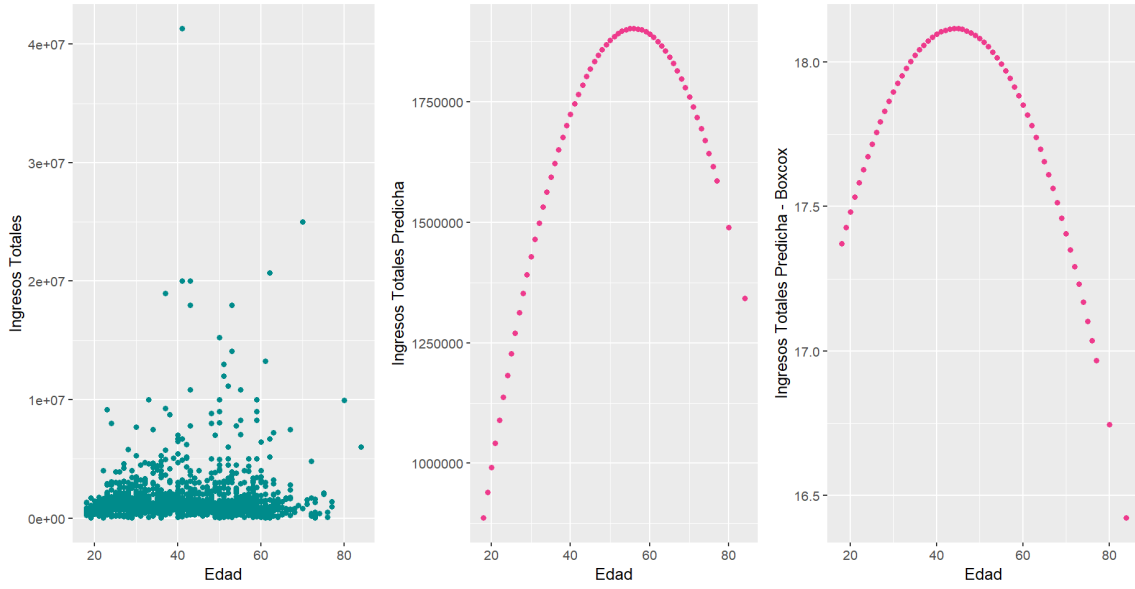 Ingresos Totales
4e+07
3e+07
2e+07
1e+07
0e+00
20 40 60 80
Edad
Ingresos Totales Predicha
1750000
1500000
1250000
1000000
20 40 60 80
Edad
Ingresos Totales Predicha - Boxcox
18.0
17.5
17.0
16.5
20 40 60 80
Edad